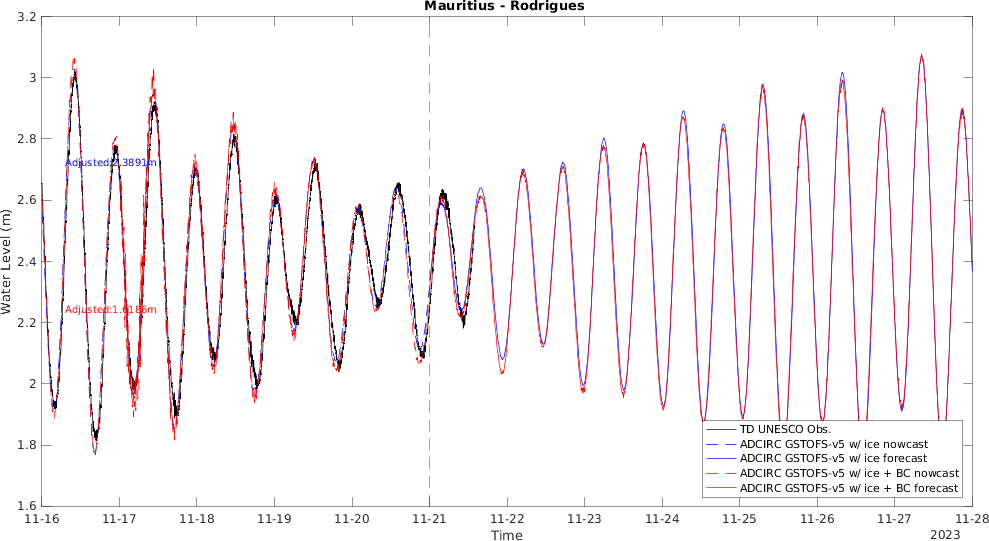 Mauritius - Rodrigues
Water Level (m)
3.2
3
2.8
2.6
2.4
2.2
2
1.8
1.6
Adjusted:2.3891m
Adjusted:1.6186m
TD UNESCO Obs.
ADCIRC GSTOFS-v5 w/ ice nowcast
ADCIRC GSTOFS-v5 w/ ice forecast
ADCIRC GSTOFS-v5 w/ ice + BC nowcast
ADCIRC GSTOFS-v5 w/ ice + BC forecast
11-16 11-17 11-18 11-19 11-20 11-21 11-22 11-23 11-24 11-25 11-26 11-27 11-28
Time
2023